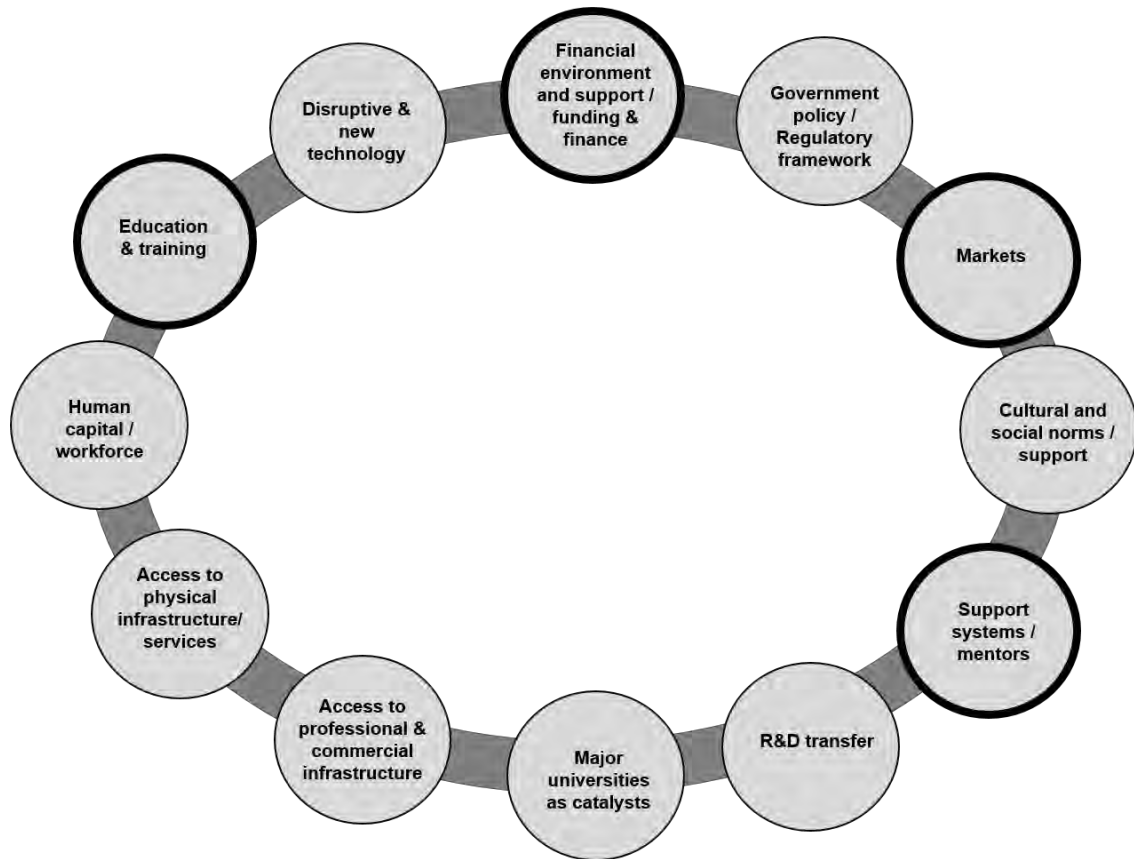 Financial
environment
and support /
funding &
finance
Government
policy /
Regulatory
framework
Markets
Cultural and
social norms /
support
Support
systems /
mentors
R&D transfer
Major
universities
as catalysts
Access to
professional &
commercial
infrastructure
Access to
physical
infrastructure/
services
Human
capital /
workforce
Education
& training
Disruptive &
new
technology